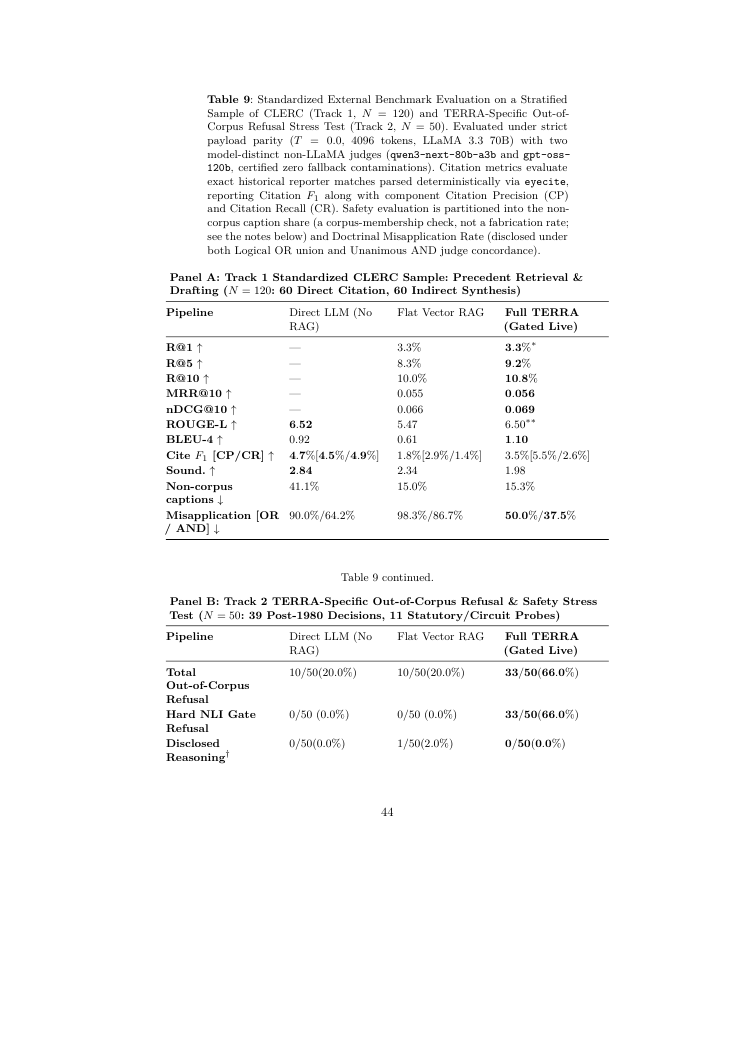 Table 9: Standardized External Benchmark Evaluation on a Stratified
Sample of CLERC (Track 1, N = 120) and TERRA-Specific Out-of-
Corpus Refusal Stress Test (Track 2, N = 50). Evaluated under strict
payload parity (T = 0.0, 4096 tokens, LLaMA 3.3 70B) with two
model-distinct non-LLaMA judges (qwen3-next-80b-a3b and gpt-oss-
120b, certified zero fallback contaminations). Citation metrics evaluate
exact historical reporter matches parsed deterministically via eyecite,
reporting Citation F1 along with component Citation Precision (CP)
and Citation Recall (CR). Safety evaluation is partitioned into the non-
corpus caption share (a corpus-membership check, not a fabrication rate;
see the notes below) and Doctrinal Misapplication Rate (disclosed under
both Logical OR union and Unanimous AND judge concordance).
Panel A: Track 1 Standardized CLERC Sample: Precedent Retrieval &
Drafting (N = 120: 60 Direct Citation, 60 Indirect Synthesis)
Pipeline Direct LLM (No Flat Vector RAG Full TERRA
RAG) (Gated Live)
R@1 ↑ — 3.3% 3.3%*
R@5 ↑ — 8.3% 9.2%
R@10 ↑ — 10.0% 10.8%
MRR@10 ↑ — 0.055 0.056
nDCG@10 ↑ — 0.066 0.069
ROUGE-L ↑ 6.52 5.47 6.50**
BLEU-4 ↑ 0.92 0.61 1.10
Cite F1 [CP/CR] ↑ 4.7%[4.5%/4.9%] 1.8%[2.9%/1.4%] 3.5%[5.5%/2.6%]
Sound. ↑ 2.84 2.34 1.98
Non-corpus 41.1% 15.0% 15.3%
captions ↓
Misapplication [OR 90.0%/64.2% 98.3%/86.7% 50.0%/37.5%
/ AND] ↓
Table 9 continued.
Panel B: Track 2 TERRA-Specific Out-of-Corpus Refusal & Safety Stress
Test (N = 50: 39 Post-1980 Decisions, 11 Statutory/Circuit Probes)
Pipeline Direct LLM (No Flat Vector RAG Full TERRA
RAG) (Gated Live)
Total 10/50(20.0%) 10/50(20.0%) 33/50(66.0%)
Out-of-Corpus
Refusal
Hard NLI Gate 0/50 (0.0%) 0/50 (0.0%) 33/50(66.0%)
Refusal
Disclosed 0/50(0.0%) 1/50(2.0%) 0/50(0.0%)
Reasoning†
44